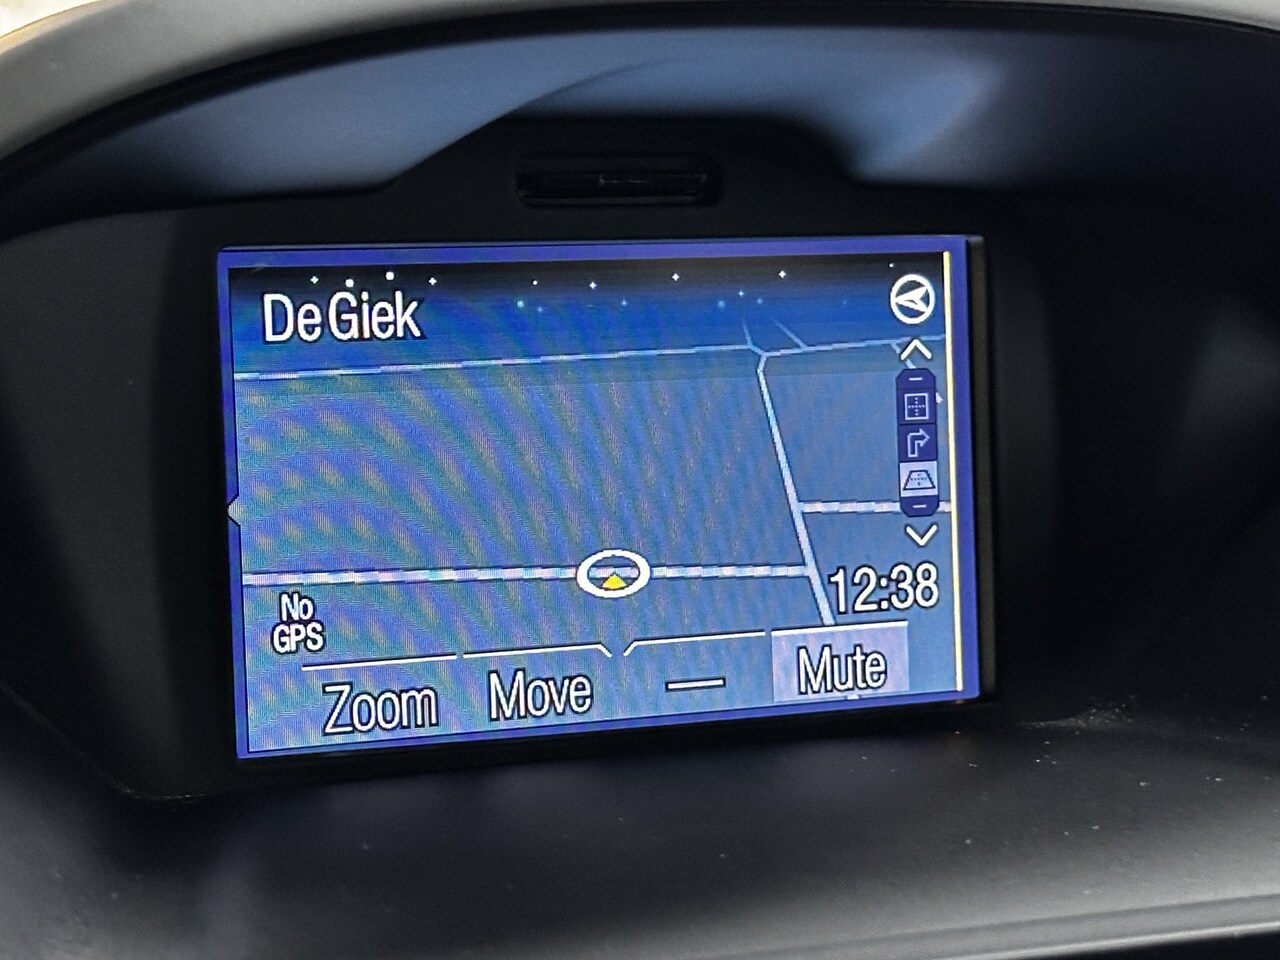 De Giek
12:38
No
GPS
Zoom Move — Mute